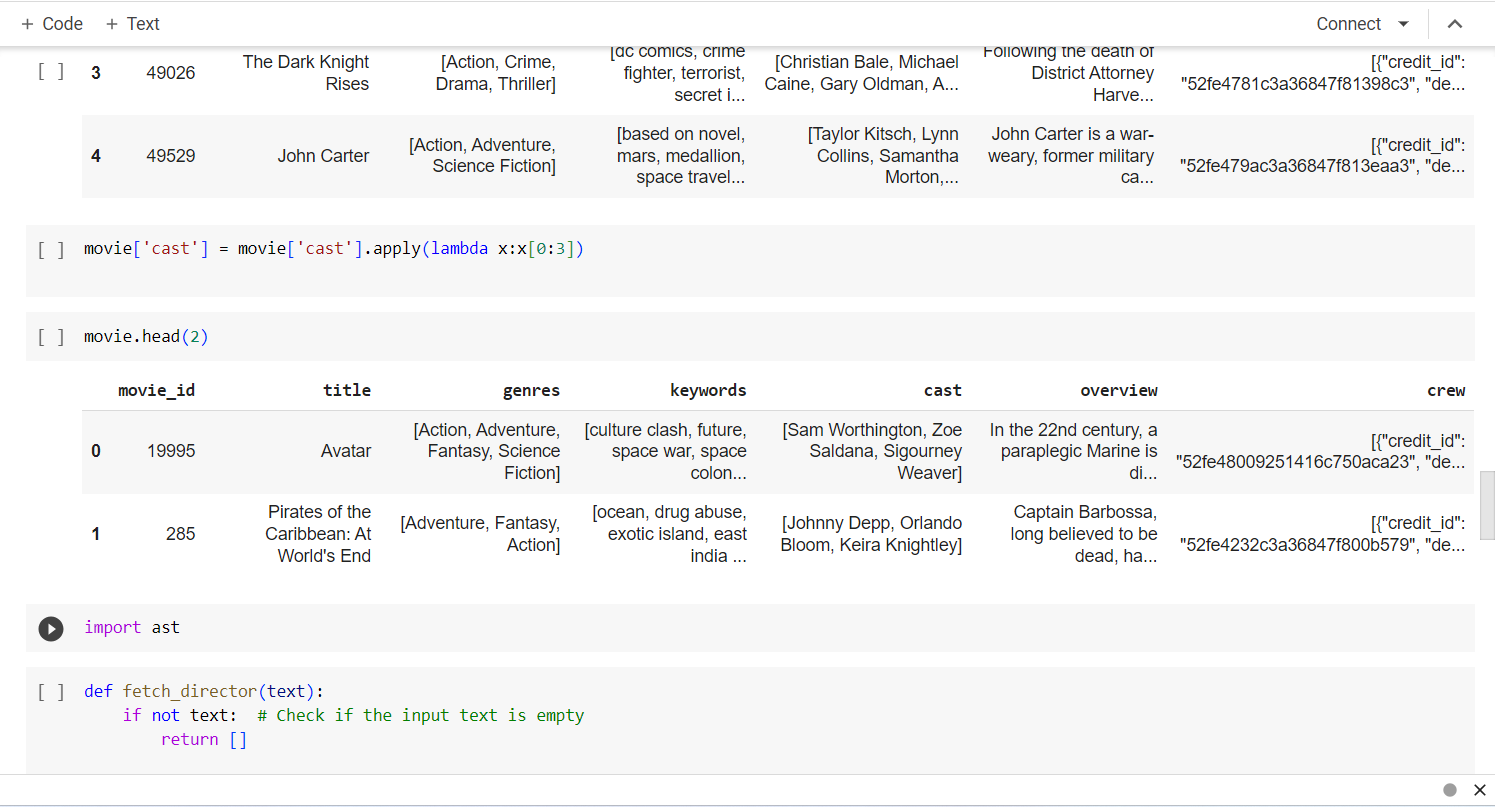 + Code + Text Connect
[ ] 3 49026 The Dark Knight Rises [Action, Crime, Drama, Thriller] [dc comics, crime fighter, terrorist, secret i... [Christian Bale, Michael Caine, Gary Oldman, A... Following the death of District Attorney Harve... [{"credit_id": "52fe4781c3a36847f81398c3", "de...
4 49529 John Carter [Action, Adventure, Science Fiction] [based on novel, mars, medallion, space travel... [Taylor Kitsch, Lynn Collins, Samantha Morton,... John Carter is a war-weary, former military ca... [{"credit_id": "52fe479ac3a36847f813eaa3", "de...
[ ] movie['cast'] = movie['cast'].apply(lambda x:x[0:3])
[ ] movie.head(2)
movie_id title genres keywords cast overview crew
0 19995 Avatar [Action, Adventure, Fantasy, Science Fiction] [culture clash, future, space war, space colon... [Sam Worthington, Zoe Saldana, Sigourney Weaver] In the 22nd century, a paraplegic Marine is di... [{"credit_id": "52fe48009251416c750aca23", "de...
1 285 Pirates of the Caribbean: At World's End [Adventure, Fantasy, Action] [ocean, drug abuse, exotic island, east india ... [Johnny Depp, Orlando Bloom, Keira Knightley] Captain Barbossa, long believed to be dead, ha... [{"credit_id": "52fe4232c3a36847f800b579", "de...
import ast
[ ] def fetch_director(text):
if not text:  # Check if the input text is empty
return []